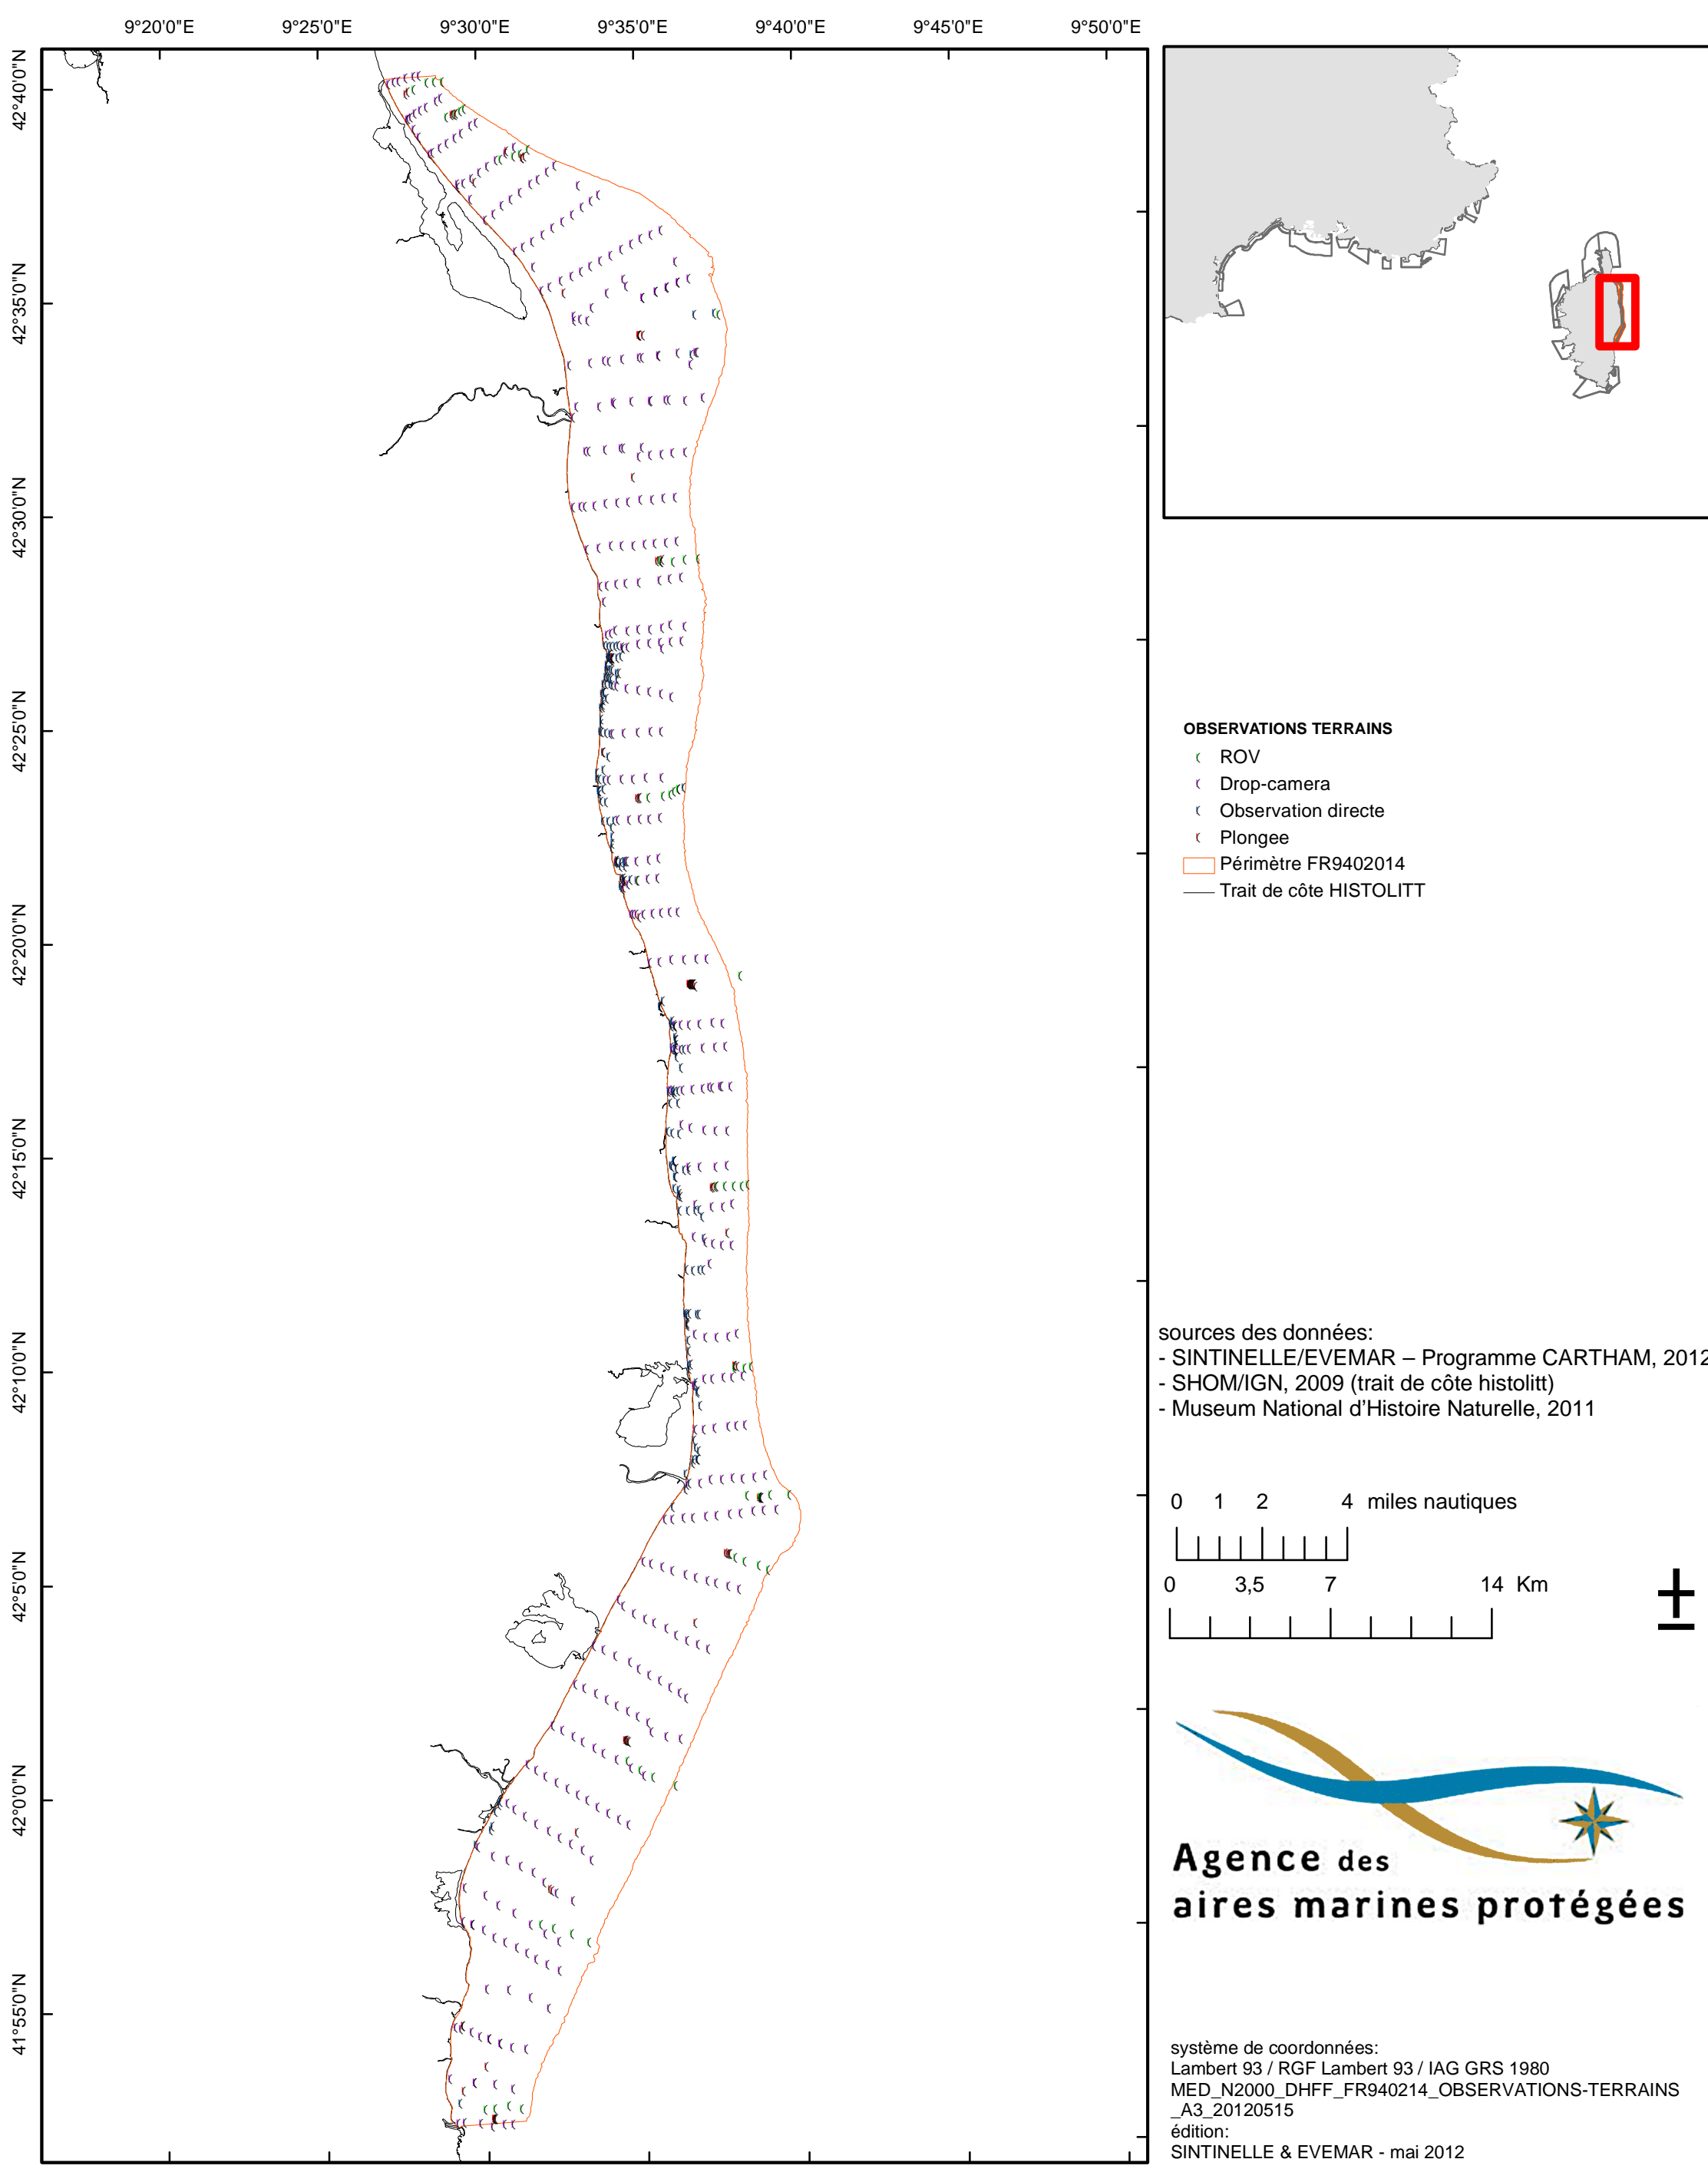 9°20'0"E
9°25'0"E
9°30'0"E
9°35'0"E
9°40'0"E
9°45'0"E
9°50'0"E
42°40'0"N
42°35'0"N
42°30'0"N
42°25'0"N
42°20'0"N
42°15'0"N
42°10'0"N
42°5'0"N
42°0'0"N
41°55'0"N
OBSERVATIONS TERRAINS
ROV
Drop-camera
Observation directe
Plongee
Périmètre FR9402014
Trait de côte HISTOLITT
sources des données:
- SINTINELLE/EVEMAR – Programme CARTHAM, 2012
- SHOM/IGN, 2009 (trait de côte histolitt)
- Museum National d'Histoire Naturelle, 2011
0 1 2 4 miles nautiques
0 3,5 7 14 Km
Agence des
aires marines protégées
système de coordonnées:
Lambert 93 / RGF Lambert 93 / IAG GRS 1980
MED_N2000_DHFF_FR940214_OBSERVATIONS-TERRAINS
_A3_20120515
édition:
SINTINELLE & EVEMAR - mai 2012